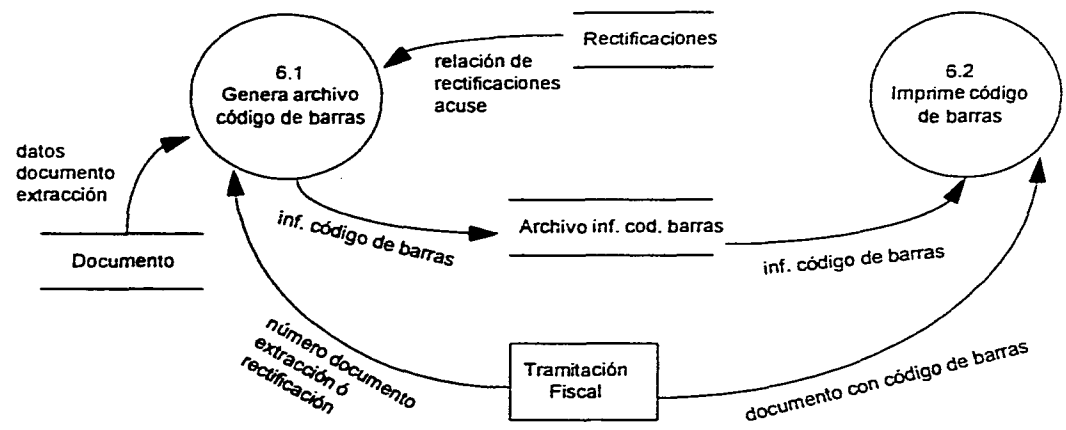 Rectificaciones
6.1
Genera archivo
código de barras
relación de
rectificaciones
acuse
6.2
Imprime código
de barras
datos
documento
extracción
Documento
inf. código de barras
Archivo inf. cod. barras
inf. código de barras
número documento
extracción ó
rectificación
Tramitación
Fiscal
documento con código de barras